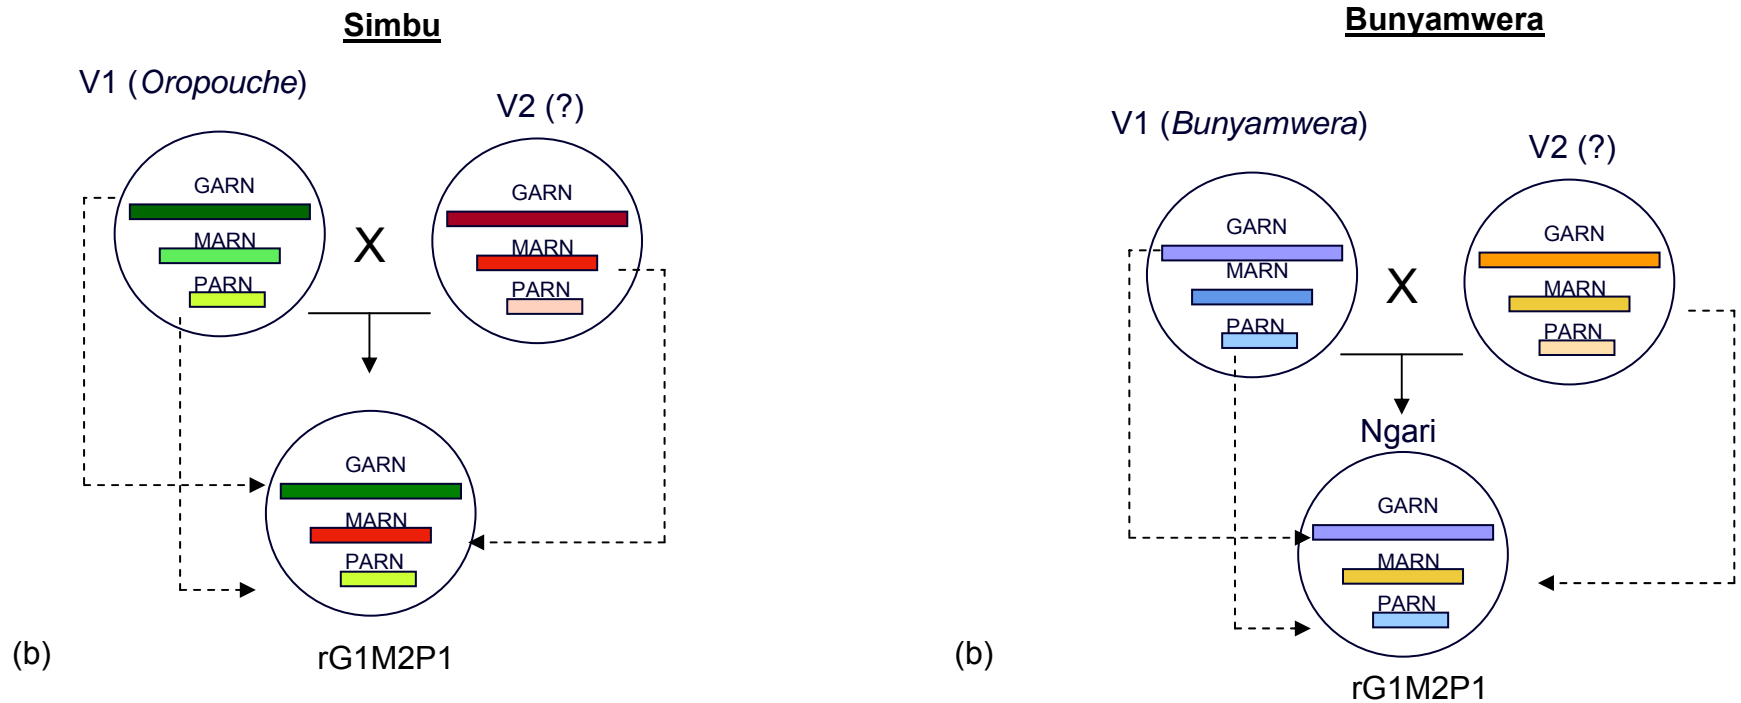 Simbu
V1 (Oropouche)
V2 (?)
GARN
MARN
PARN
X
GARN
MARN
PARN
GARN
MARN
PARN
(b)
rG1M2P1
Bunyamwera
V1 (Bunyamwera)
V2 (?)
GARN
MARN
PARN
X
GARN
MARN
PARN
Ngari
GARN
MARN
PARN
(b)
rG1M2P1